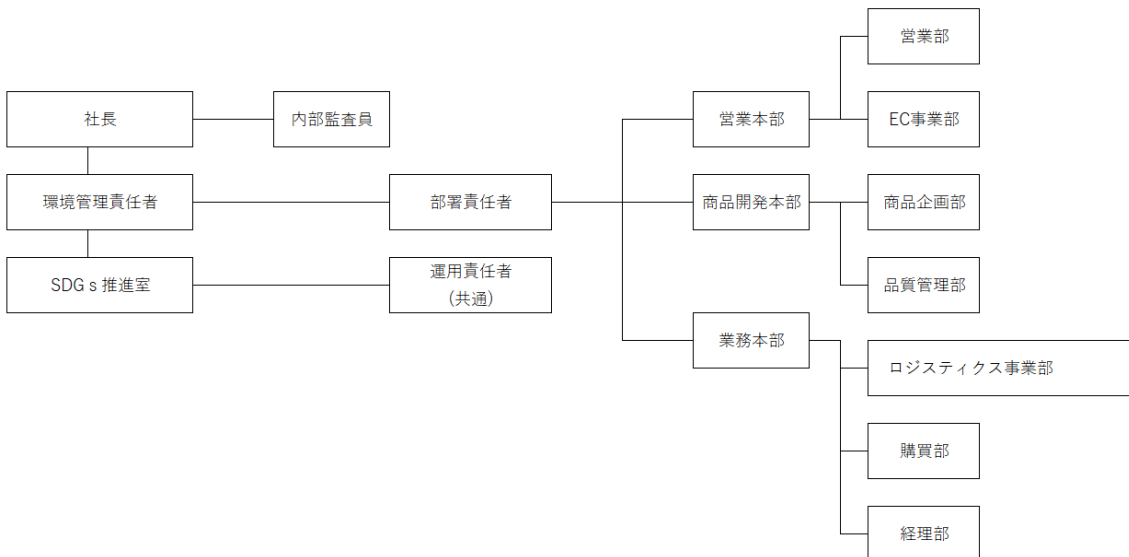 営業部
社長
内部監査員
営業本部
EC事業部
環境管理責任者
部署責任者
商品開発本部
商品企画部
SDGｓ推進室
運用責任者
（共通）
品質管理部
業務本部
ロジスティクス事業部
購買部
経理部